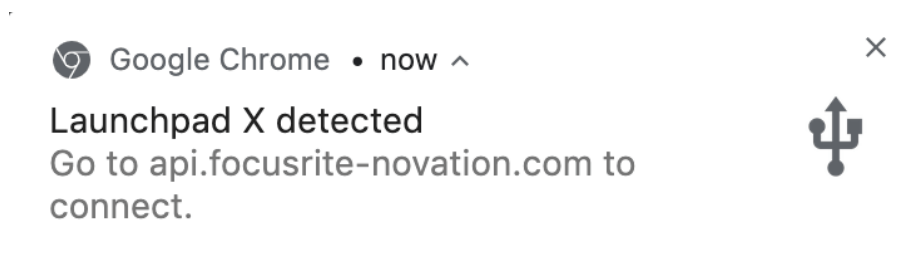 Google Chrome • now
Launchpad X detected
Go to api.focusrite-novation.com to
connect.